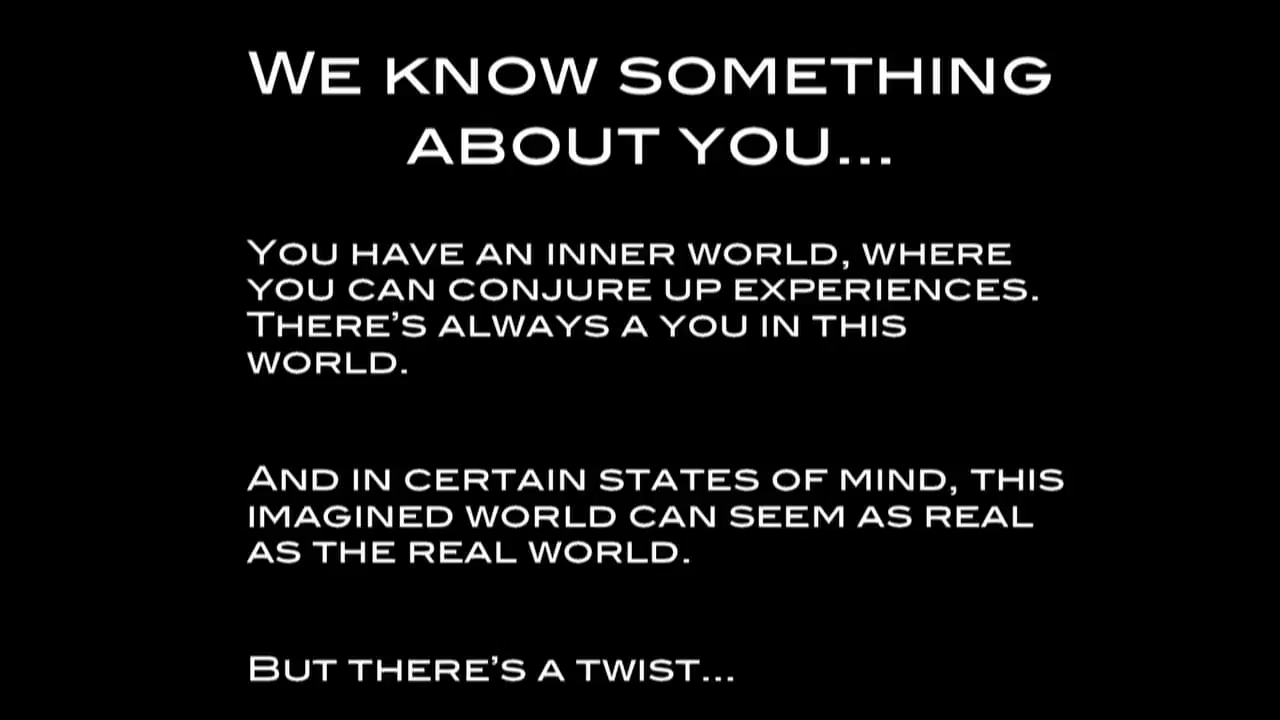 We know something
about you...
You have an inner world, where
you can conjure up experiences.
There's always a you in this
world.
And in certain states of mind, this
imagined world can seem as real
as the real world.
But there's a twist...